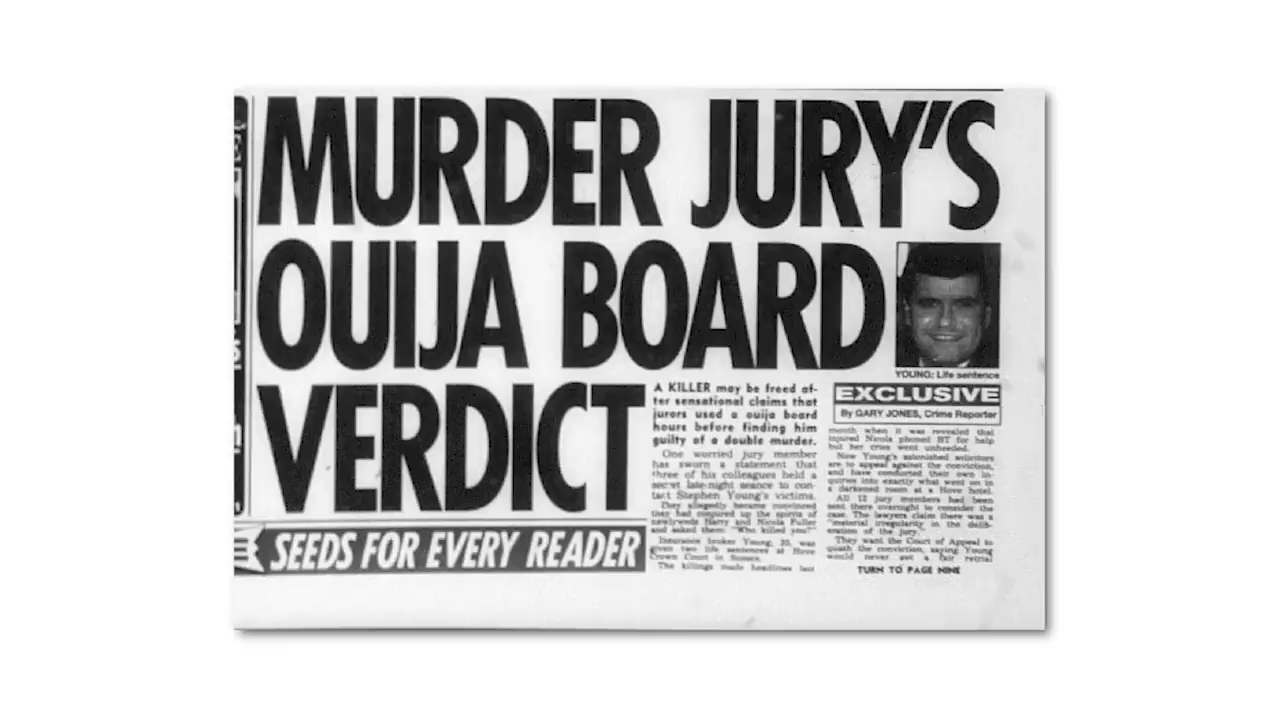 MURDER JURY'S
OUIJA BOARD
VERDICT
YOUNG: Life sentence
EXCLUSIVE
By GARY JONES, Crime Reporter
A KILLER may be freed af-
ter sensational claims that
jurors used a ouija board
hours before finding him
guilty of a double murder.
One worried jury member
has sworn a statement that
three of his colleagues held a
secret late-night seance to con-
tact Stephen Young's victims.
They allegedly became convinced
they had conjured up the spirits of
newlyweds Harry and Nicola Fuller
and asked them: "Who killed you?"
Insurance broker Young, 35, was
given two life sentences at Hove
Crown Court in Sussex.
The killings made headlines last
month when it was revealed that
injured Nicola phoned BT for help
but her cries went unheeded.
Now Young's astonished solicitors
are to appeal against the conviction,
and have conducted their own in-
quiries into exactly what went on in
a darkened room at a Hove hotel.
All 12 jury members had been
sent there overnight to consider the
case. The lawyers claim there was a
"material irregularity in the delib-
eration of the jury."
They want the Court of Appeal to
quash the conviction, saying Young
would never get a fair retrial
TURN TO PAGE NINE
SEEDS FOR EVERY READER